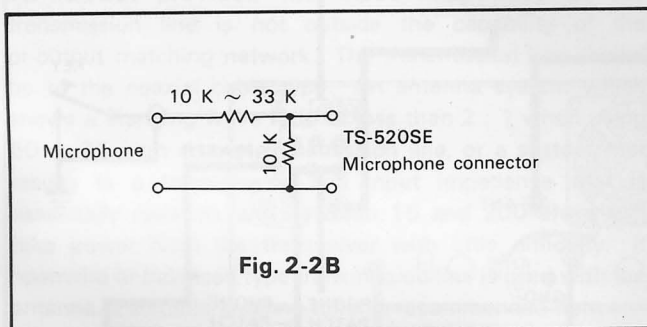 10 K ~ 33 K
Microphone
10 K
TS-520SE
Microphone connector
Fig. 2-2B